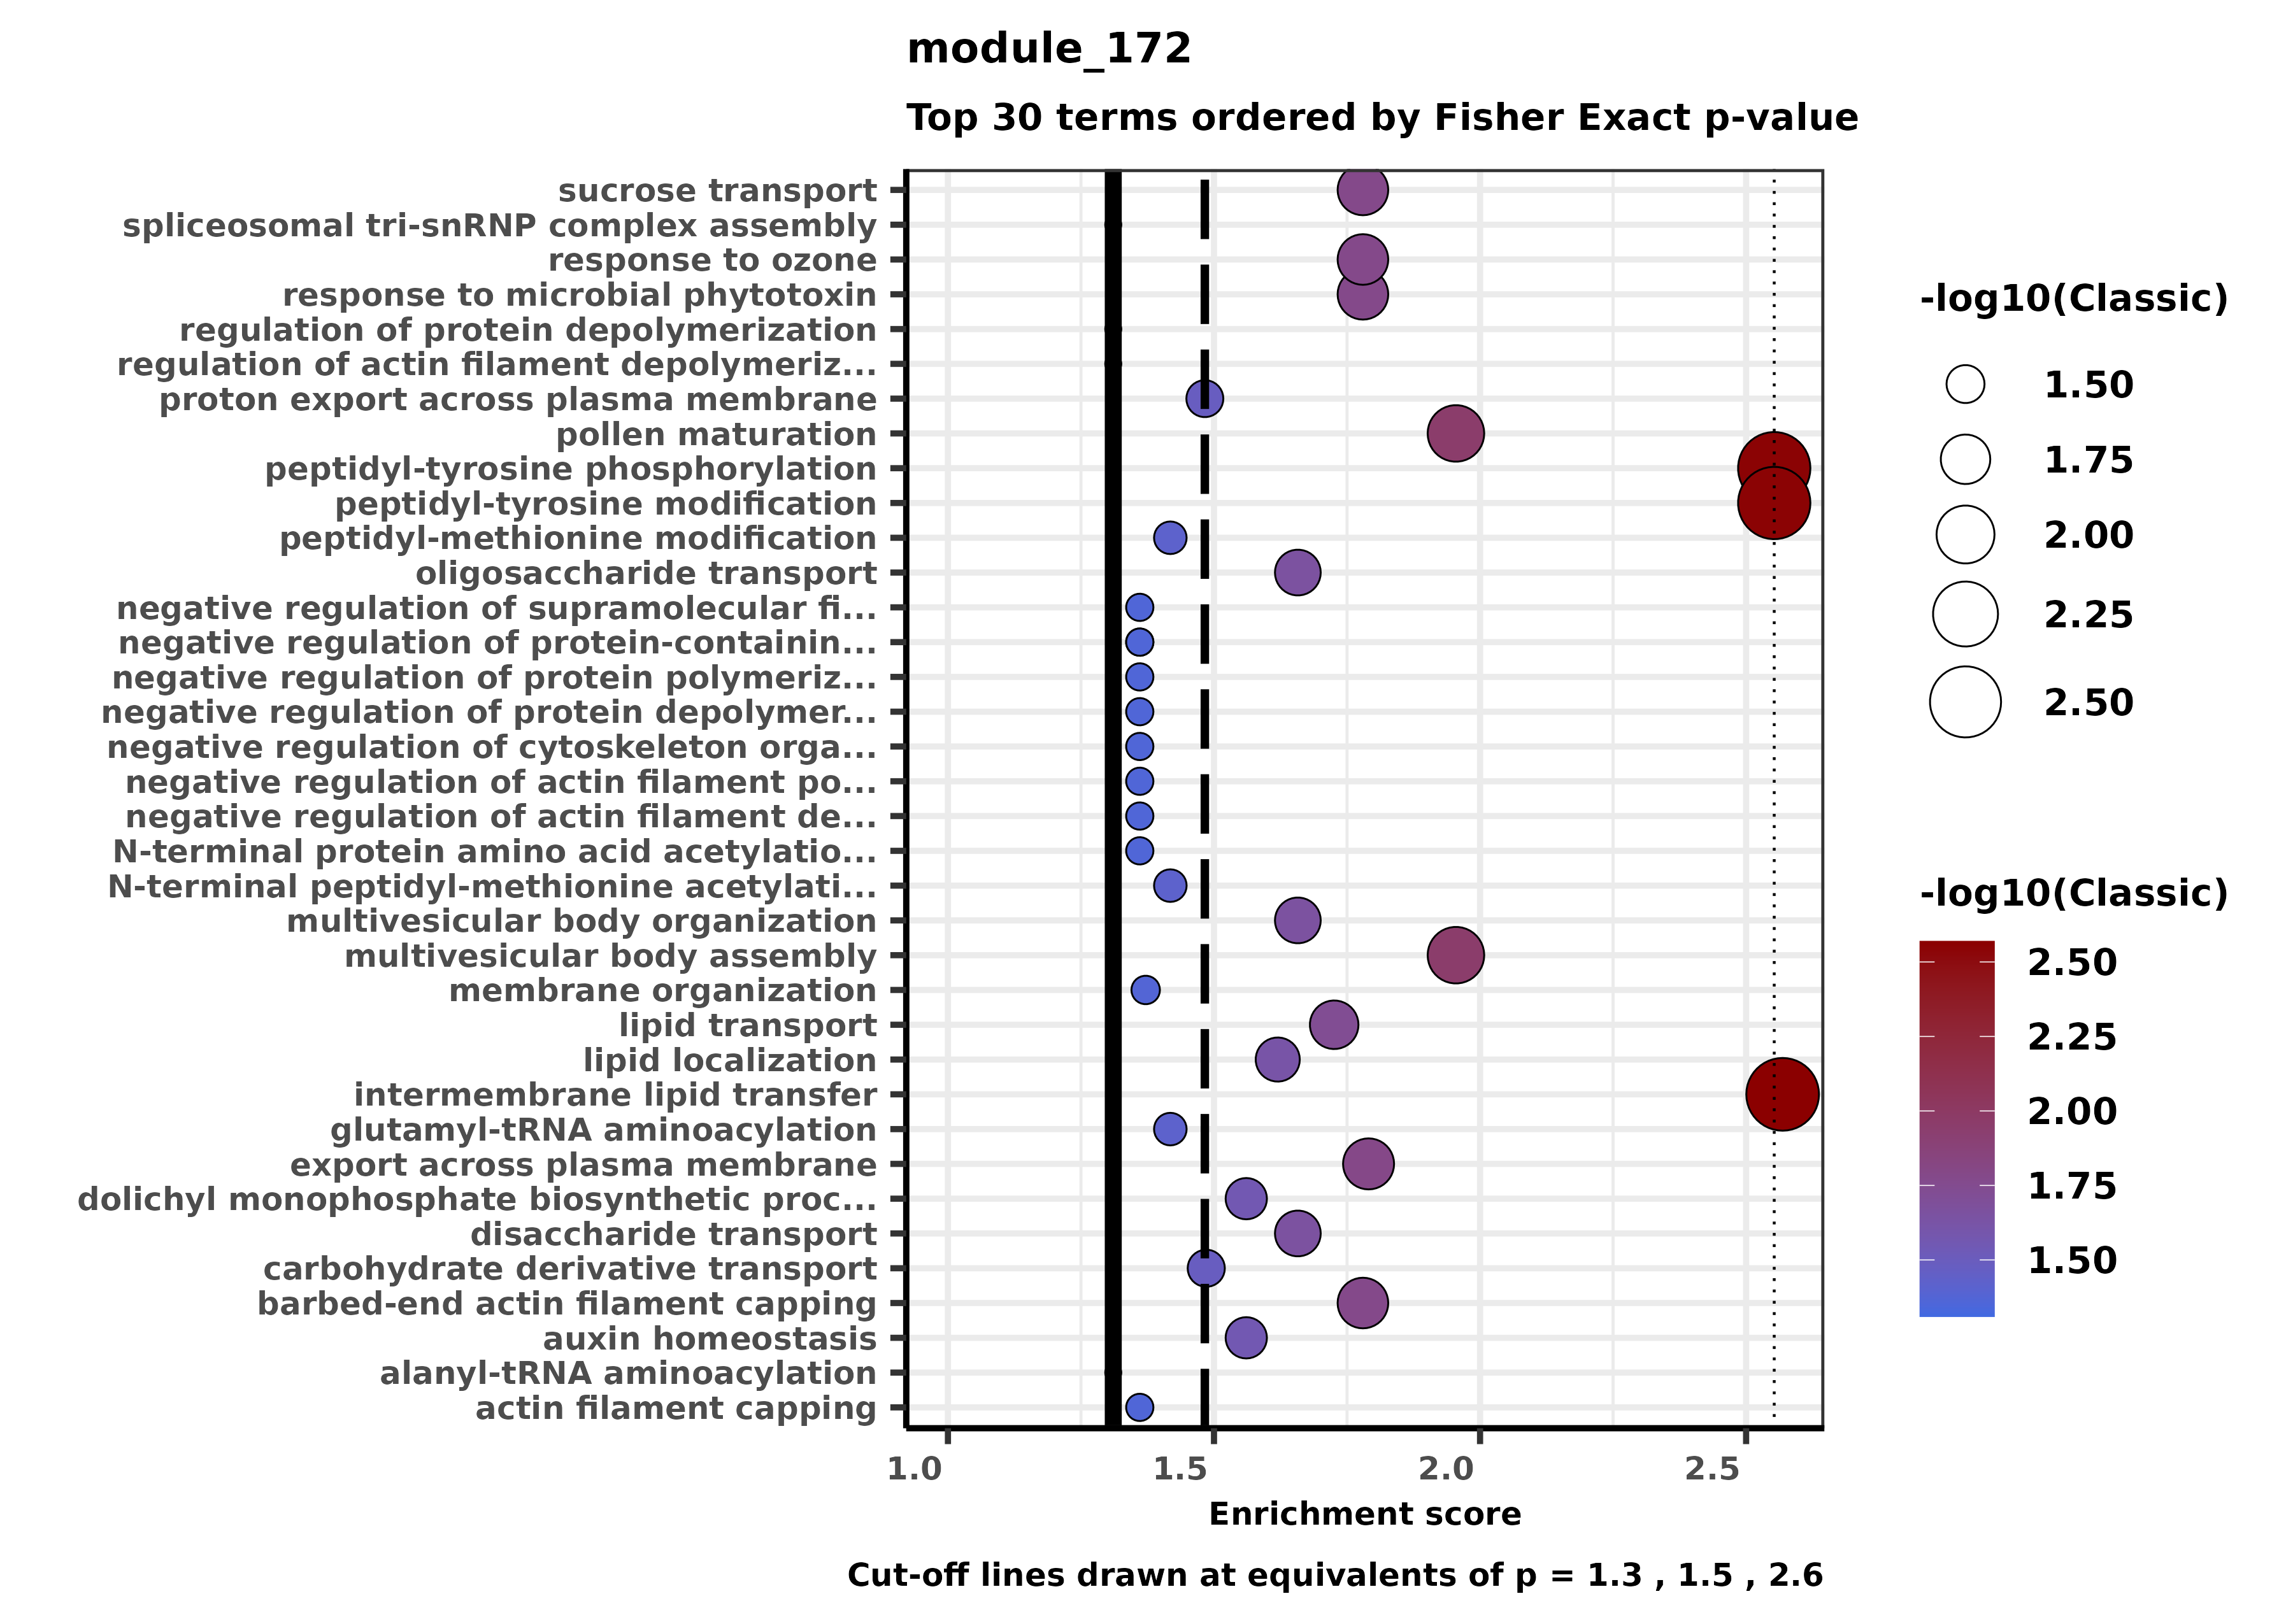 module_172
Top 30 terms ordered by Fisher Exact p-value
sucrose transport
spliceosomal tri-snRNP complex assembly
response to ozone
response to microbial phytotoxin
regulation of protein depolymerization
regulation of actin filament depolymeriz...
proton export across plasma membrane
pollen maturation
peptidyl-tyrosine phosphorylation
peptidyl-tyrosine modification
peptidyl-methionine modification
oligosaccharide transport
negative regulation of supramolecular fi...
negative regulation of protein-containin...
negative regulation of protein polymeriz...
negative regulation of protein depolymer...
negative regulation of cytoskeleton orga...
negative regulation of actin filament po...
negative regulation of actin filament de...
N-terminal protein amino acid acetylatio...
N-terminal peptidyl-methionine acetylati...
multivesicular body organization
multivesicular body assembly
membrane organization
lipid transport
lipid localization
intermembrane lipid transfer
glutamyl-tRNA aminoacylation
export across plasma membrane
dolichyl monophosphate biosynthetic proc...
disaccharide transport
carbohydrate derivative transport
barbed-end actin filament capping
auxin homeostasis
alanyl-tRNA aminoacylation
actin filament capping
1.0 1.5 2.0 2.5
Enrichment score
Cut-off lines drawn at equivalents of p = 1.3 , 1.5 , 2.6
-log10(Classic)
1.50
1.75
2.00
2.25
2.50
-log10(Classic)
2.50
2.25
2.00
1.75
1.50